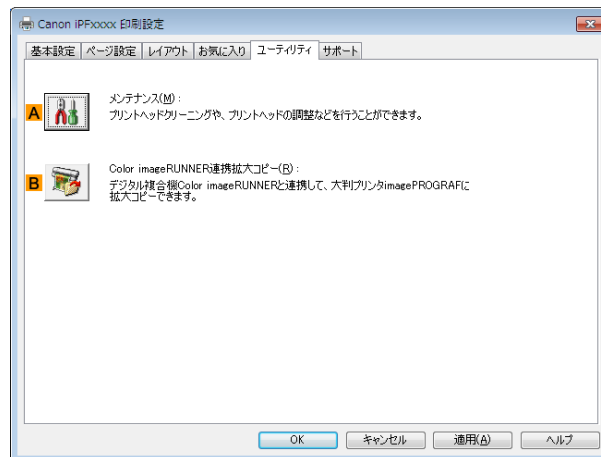 Canon iPFxxxx 印刷設定
基本設定 ページ設定 レイアウト お気に入り ユーティリティ サポート
A
メンテナンス(M) :
プリントヘッドクリーニングや、プリントヘッドの調整などを行うことができます。
B
Color imageRUNNER連携拡大コピー(R) :
デジタル複合機Color imageRUNNERと連携して、大判プリンタimagePROGRAFに
拡大コピーできます。
OK キャンセル 適用(A) ヘルプ